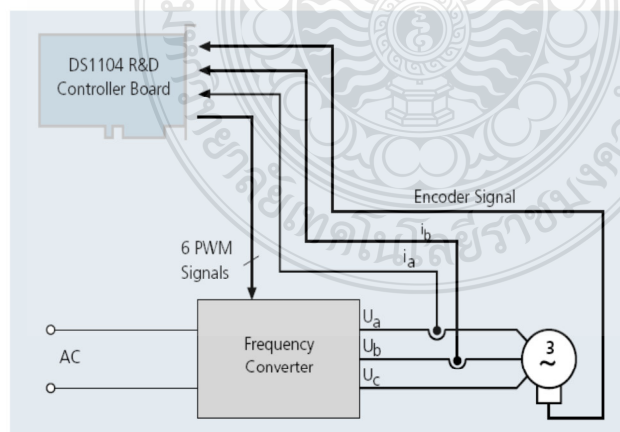 DS1104 R&D
Controller Board
Encoder Signal
i_b
i_a
6 PWM
Signals
U_a
U_b
U_c
AC
Frequency
Converter
3
~